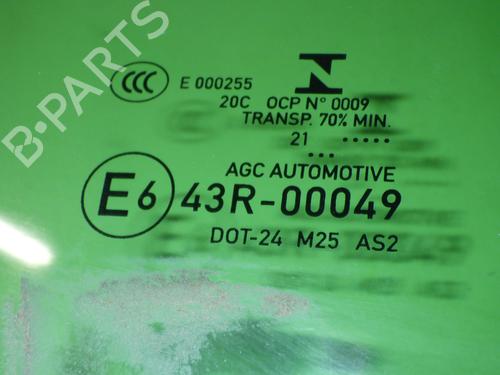 B-PARTS
CCC E 000255 N
20C OCP N° 0009
TRANSP. 70% MIN.
21 .....
...
AGC AUTOMOTIVE
E6 43R-00049
DOT-24 M25 AS2